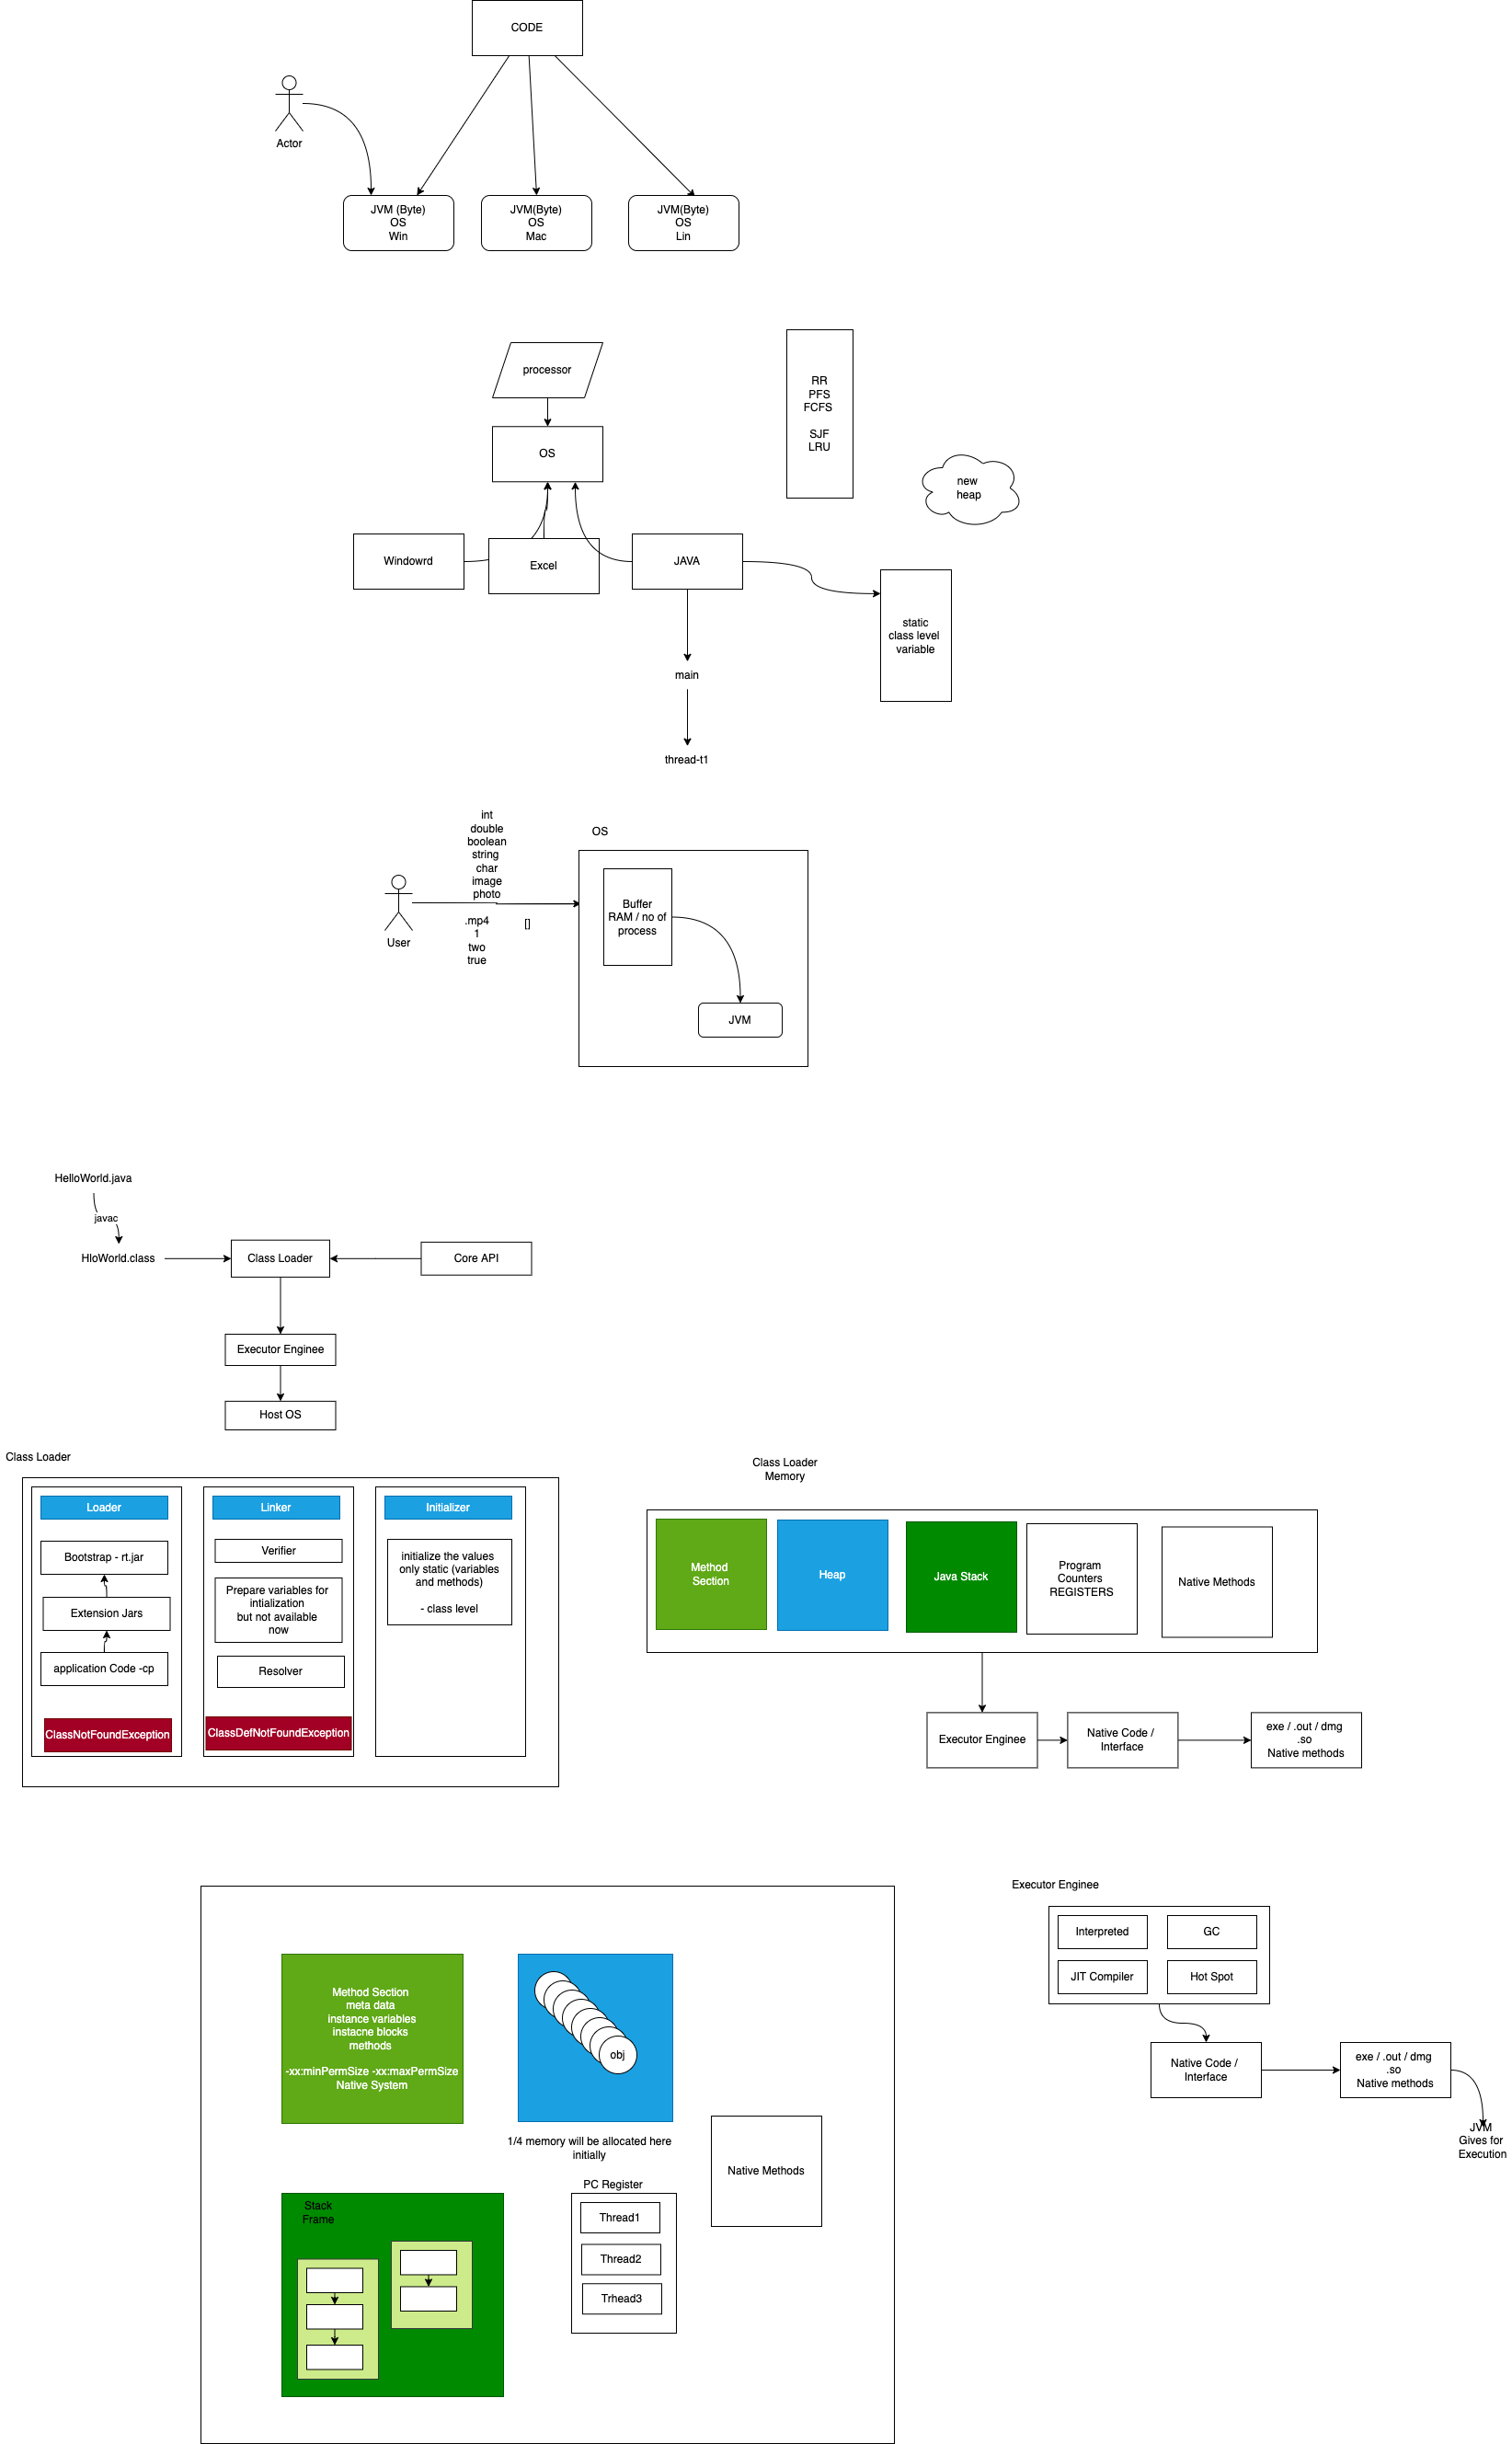 CODE
Actor
JVM (Byte)
OS
Win
JVM(Byte)
OS
Mac
JVM(Byte)
OS
Lin
processor
RR
PFS
FCFS
SJF
LRU
OS
new
heap
Windowrd
Excel
JAVA
static
class level
variable
main
thread-t1
int
double
boolean
string
char
image
photo
.mp4
1
two
true
[]
User
OS
Buffer
RAM / no of
process
JVM
HelloWorld.java
javac
HloWorld.class
Class Loader
Core API
Executor Enginee
Host OS
Class Loader
Loader
Bootstrap - rt.jar
Extension Jars
application Code -cp
ClassNotFoundException
Linker
Verifier
Prepare variables for
intialization
but not available
now
Resolver
ClassDefNotFoundException
Initializer
initialize the values
only static (variables
and methods)
- class level
Class Loader
Memory
Method
Section
Heap
Java Stack
Program
Counters
REGISTERS
Native Methods
Executor Enginee
Native Code /
Interface
exe / .out / dmg
.so
Native methods
Method Section
meta data
instance variables
instacne blocks
methods
-xx:minPermSize -xx:maxPermSize
Native System
obj
1/4 memory will be allocated here
initially
Native Methods
PC Register
Thread1
Thread2
Trhead3
Stack
Frame
Executor Enginee
Interpreted
GC
JIT Compiler
Hot Spot
Native Code /
Interface
exe / .out / dmg
.so
Native methods
JVM
Gives for
Execution